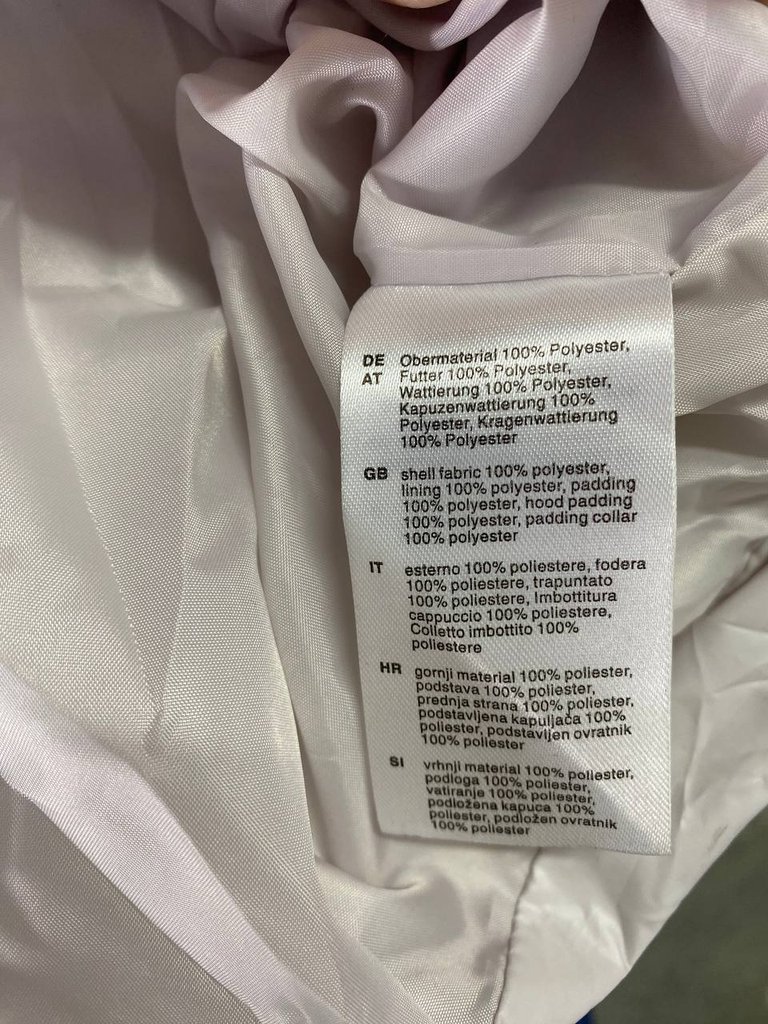 DE Obermaterial 100% Polyester,
AT Futter 100% Polyester,
Wattierung 100% Polyester,
Kapuzenwattierung 100%
Polyester, Kragenwattierung
100% Polyester
GB shell fabric 100% polyester,
lining 100% polyester, padding
100% polyester, hood padding
100% polyester, padding collar
100% polyester
IT esterno 100% poliestere, fodera
100% poliestere, trapuntato
100% poliestere, Imbottitura
cappuccio 100% poliestere,
Colletto imbottito 100%
poliestere
HR gornji material 100% poliester,
podstava 100% poliester,
prednja strana 100% poliester,
podstavljena kapuljača 100%
poliester, podstavljen ovratnik
100% poliester
SI vrhnji material 100% poliester,
podloga 100% poliester,
vatiranje 100% poliester,
podložena kapuca 100%
poliester, podložen ovratnik
100% poliester